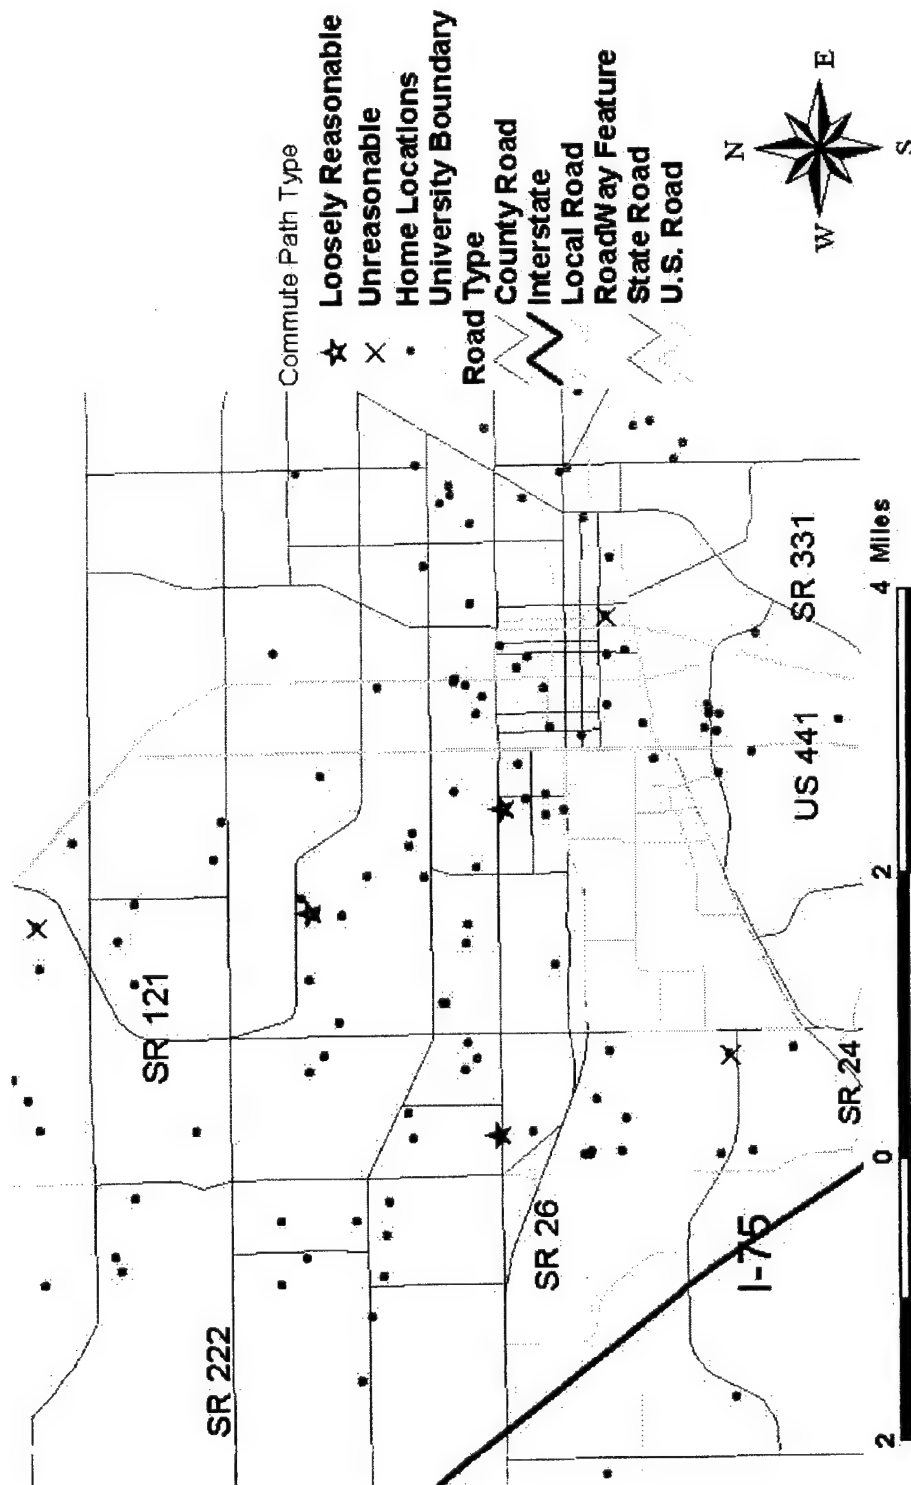 Commute Path Type
Loosely Reasonable
Unreasonable
Home Locations
University Boundary
Road Type
County Road
Interstate
Local Road
RoadWay Feature
State Road
U.S. Road
N
W
E
S
SR 121
SR 222
SR 26
I-75
SR 24
US 441
SR 331
2
0
2
4 Miles